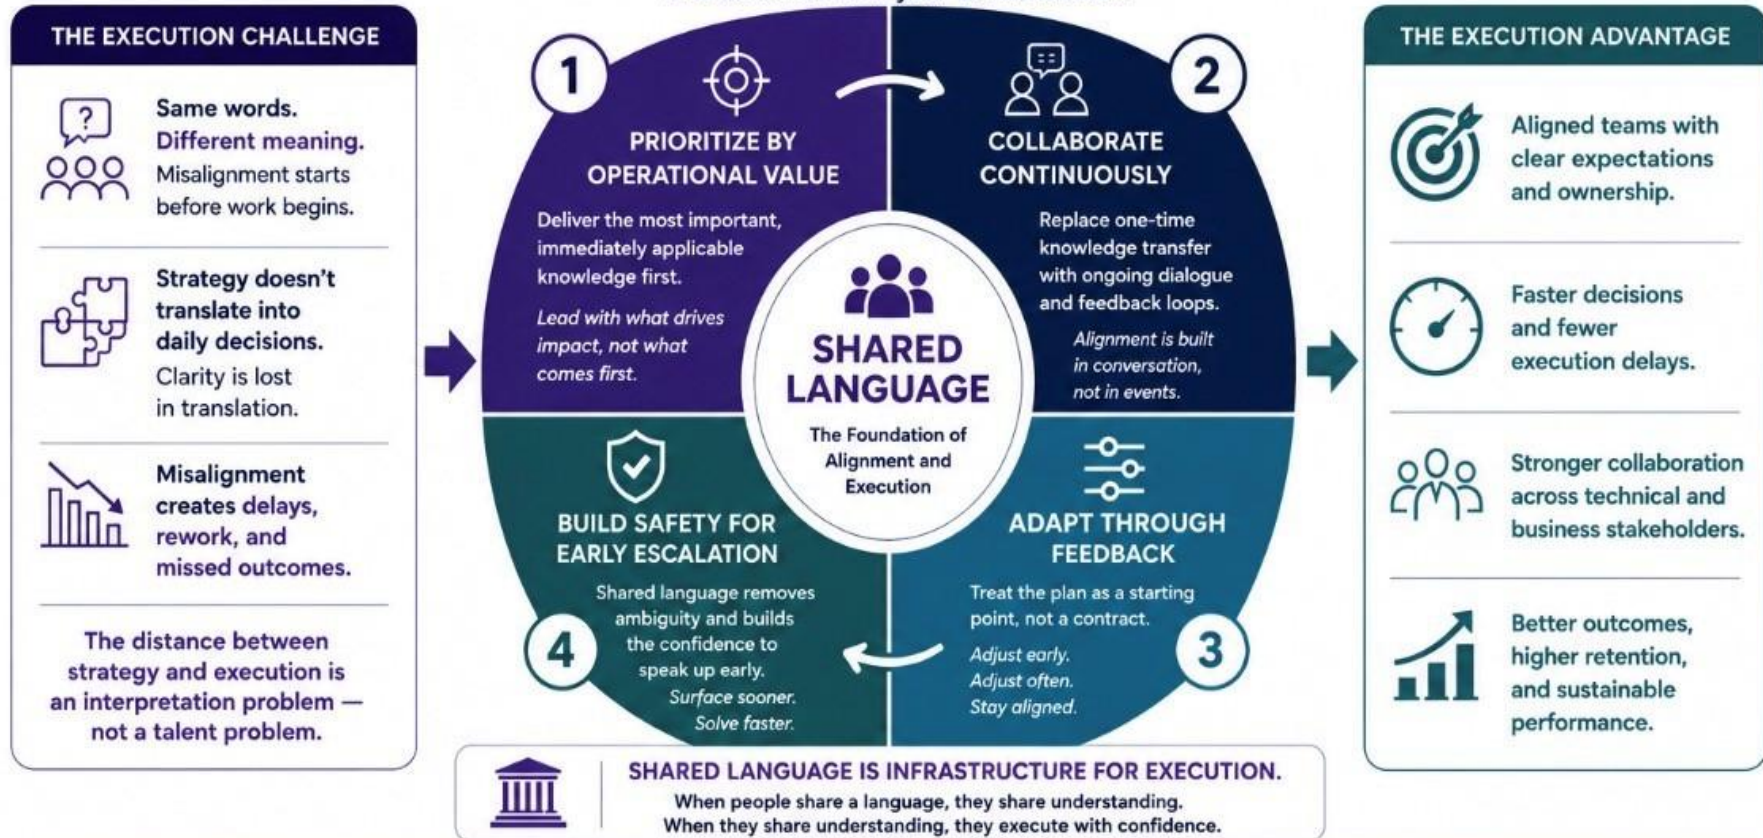 THE EXECUTION CHALLENGE
?
Same words.
Different meaning.
Misalignment starts
before work begins.
Strategy doesn't
translate into
daily decisions.
Clarity is lost
in translation.
Misalignment
creates delays,
rework, and
missed outcomes.
The distance between
strategy and execution is
an interpretation problem —
not a talent problem.
1
PRIORITIZE BY
OPERATIONAL VALUE
Deliver the most important,
immediately applicable
knowledge first.
Lead with what drives
impact, not what
comes first.
2
COLLABORATE
CONTINUOUSLY
Replace one-time
knowledge transfer
with ongoing dialogue
and feedback loops.
Alignment is built
in conversation,
not in events.
SHARED
LANGUAGE
The Foundation of
Alignment and
Execution
ADAPT THROUGH
FEEDBACK
Treat the plan as a starting
point, not a contract.
Adjust early.
Adjust often.
Stay aligned.
3
BUILD SAFETY FOR
EARLY ESCALATION
Shared language removes
ambiguity and builds
the confidence to
speak up early.
Surface sooner.
Solve faster.
4
SHARED LANGUAGE IS INFRASTRUCTURE FOR EXECUTION.
When people share a language, they share understanding.
When they share understanding, they execute with confidence.
THE EXECUTION ADVANTAGE
Aligned teams with
clear expectations
and ownership.
Faster decisions
and fewer
execution delays.
Stronger collaboration
across technical and
business stakeholders.
Better outcomes,
higher retention,
and sustainable
performance.